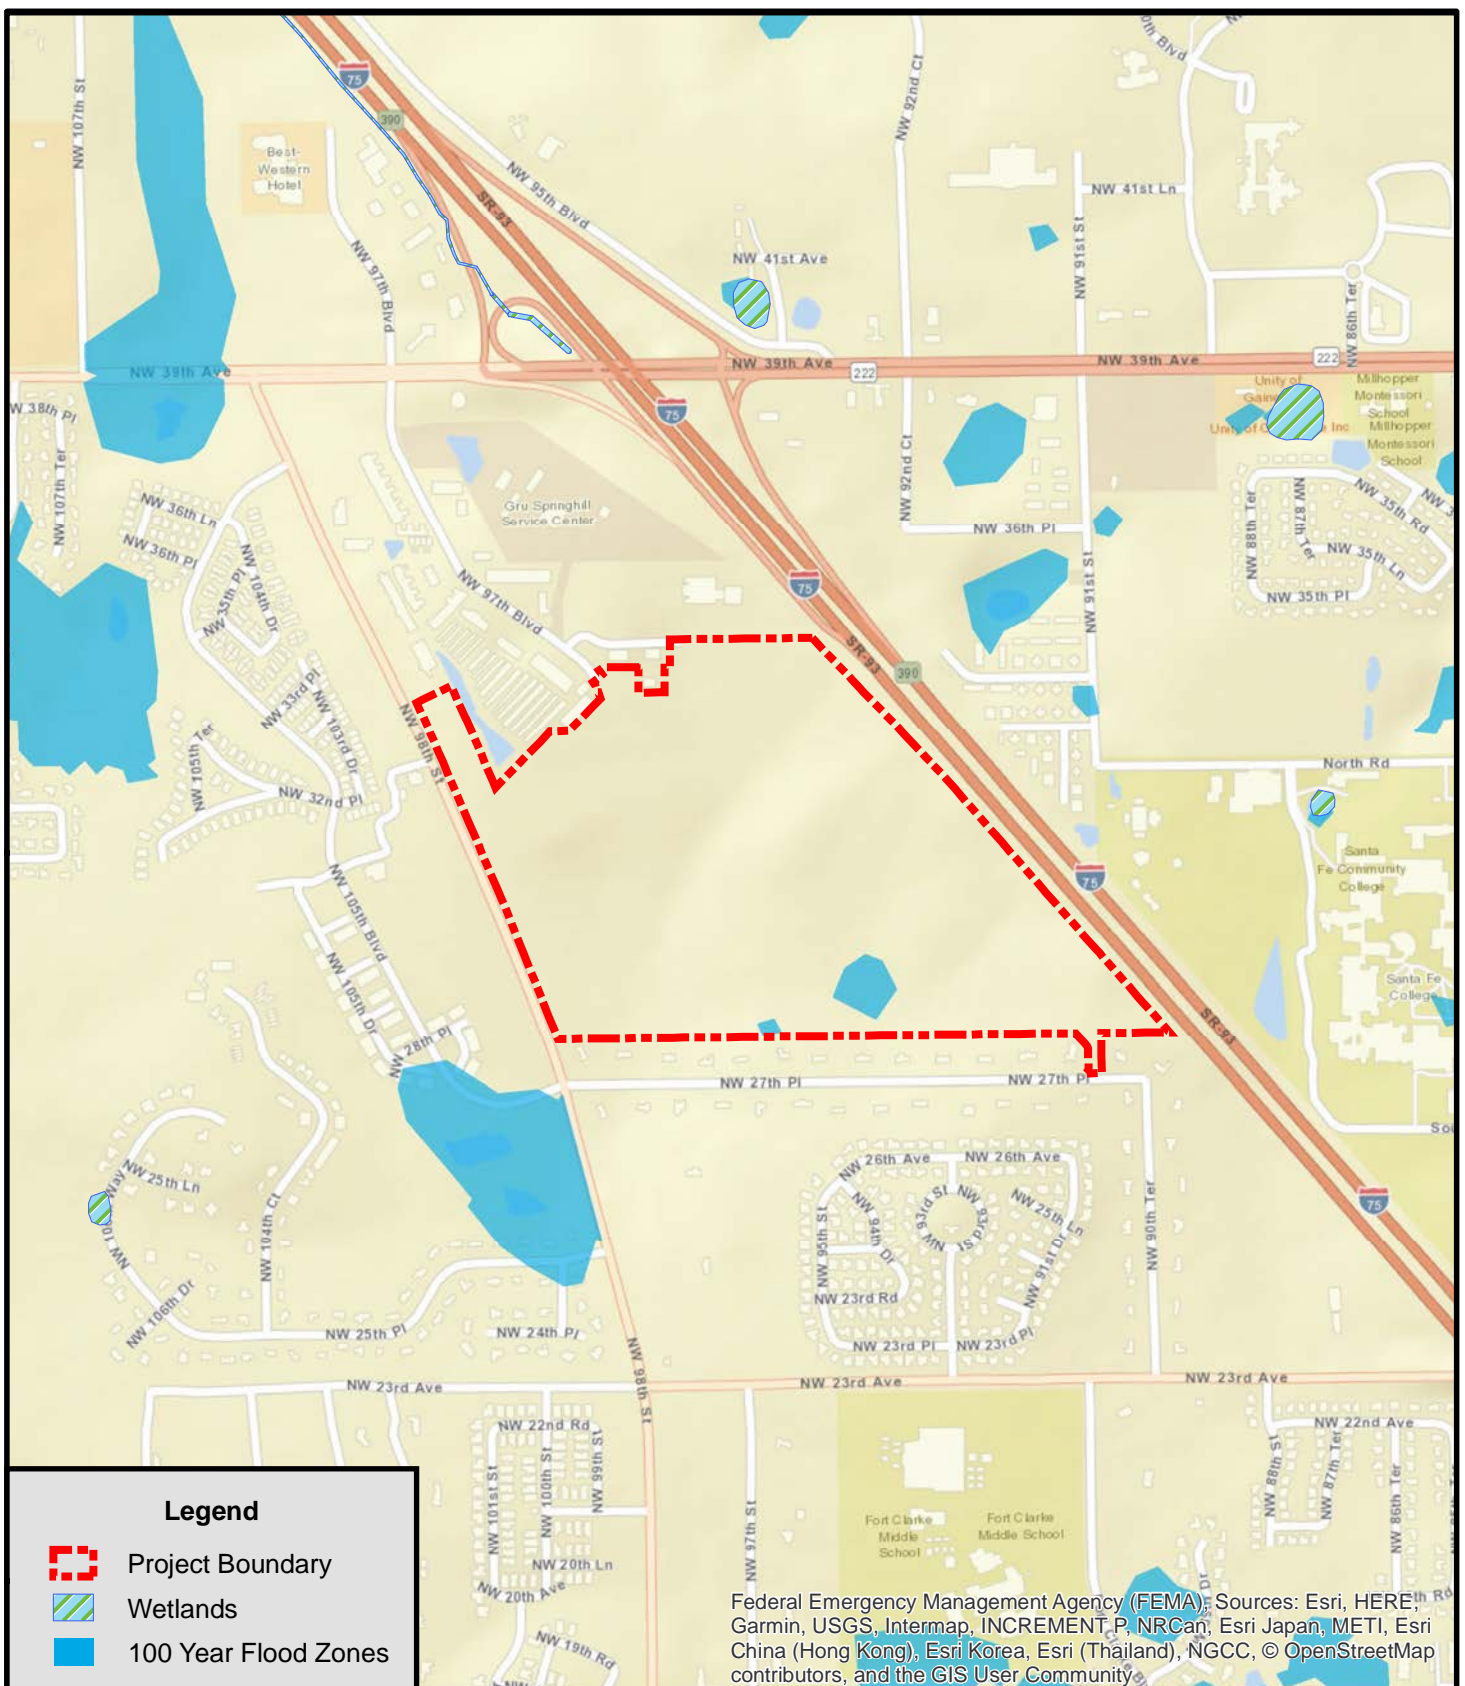 NW 107th St
75
390
Best-
Western
Hotel
NW 95th Blvd
SR-93
NW 97th Blvd
NW 92nd Ct
0th Blvd
NW 41st Ln
NW 91st St
NW 41st Ave
NW 86th Ter
NW 39th Ave
NW 39th Ave
222
NW 39th Ave
222
W 38th Pl
NW 107th Ter
75
NW 92nd Ct
Unity of
Millhopper
Montessori
School
Millhopper
Montessori
School
NW 36th Ln
NW 36th Pl
NW 35th Pl
NW 104th Dr
Gru Springhill
Service Center
NW 97th Blvd
NW 36th Pl
NW 91st St
NW 88th Ter
NW 87th Ter
NW 35th Rd
NW 3
NW 35th Ln
NW 35th Pl
75
SR-93
390
NW 33rd Pl
NW 103rd Dr
NW 98th St
NW 105th Ter
NW 32nd Pl
North Rd
NW 105th Blvd
75
Santa
Fe Community
College
NW 105th Dr
NW 28th Pl
Santa Fe
College
SR-93
NW 27th Pl
NW 27th Pl
Sou
NW 25th Ln
NW 104th Ct
NW 106th Dr
NW 25th Pl
NW 24th Pl
NW 26th Ave
NW 26th Ave
NW 95th St
NW 94th Dr
93rd St
NW 93rd St
NW
NW 25th Ln
NW 91st Dr
NW 23rd Rd
NW 23rd Pl
NW 23rd Pl
NW 90th Ter
75
NW 98th St
NW 23rd Ave
NW 23rd Ave
NW 23rd Ave
NW 22nd Rd
NW 101st St
NW 100th St
NW 99th St
NW 20th Ln
NW 20th Ave
NW 19th Rd
NW 97th St
Fort Clarke
Middle
School
Fort Clarke
Middle School
NW 22nd Ave
NW 88th St
NW 87th Ter
NW 86th Ter
Legend
Project Boundary
Wetlands
100 Year Flood Zones
Federal Emergency Management Agency (FEMA), Sources: Esri, HERE,
Garmin, USGS, Intermap, INCREMENT P, NRCan, Esri Japan, METI, Esri
China (Hong Kong), Esri Korea, Esri (Thailand), NGCC, © OpenStreetMap
contributors, and the GIS User Community